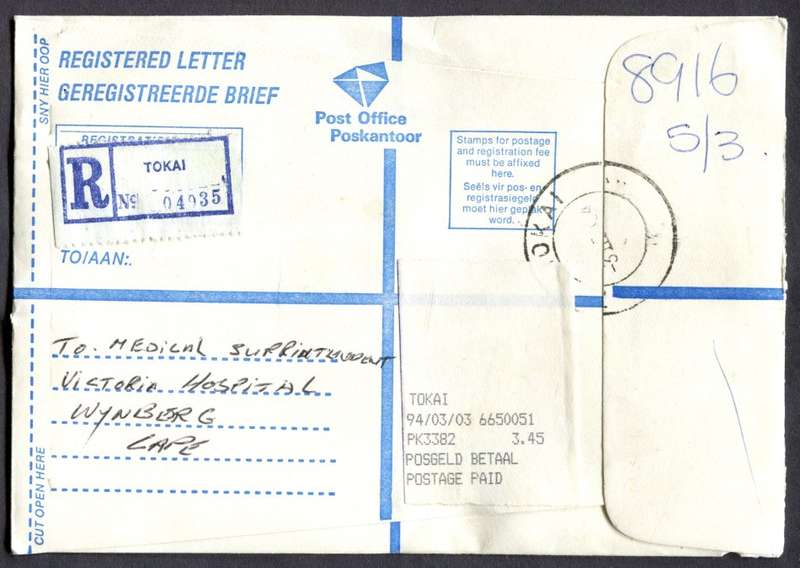 SNY HIER OOP
REGISTERED LETTER
GEREGISTREERDE BRIEF
Post Office
Poskantoor
8916
5/3.
Stamps for postage
and registration fee
must be affixed
here.
Seëls vir pos- en
registrasiegeld
moet hier geplak
word.
R
TOKAI
Nº 04935
TOKAI
TO/AAN:
To. MEDICAL SUPRINTENDENT
VICTORIA HOSPITAL
WYNBERG
CAPE
TOKAI
94/03/03 6650051
PK3382 3.45
POSGELD BETAAL
POSTAGE PAID
CUT OPEN HERE